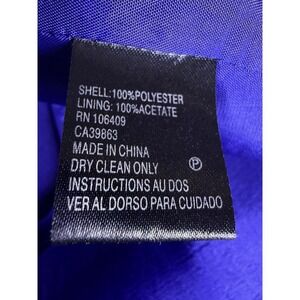 SHELL:100%POLYESTER
LINING: 100%ACETATE
RN 106409
CA39863
MADE IN CHINA
DRY CLEAN ONLY Ⓟ
INSTRUCTIONS AU DOS
VER AL DORSO PARA CUIDADO